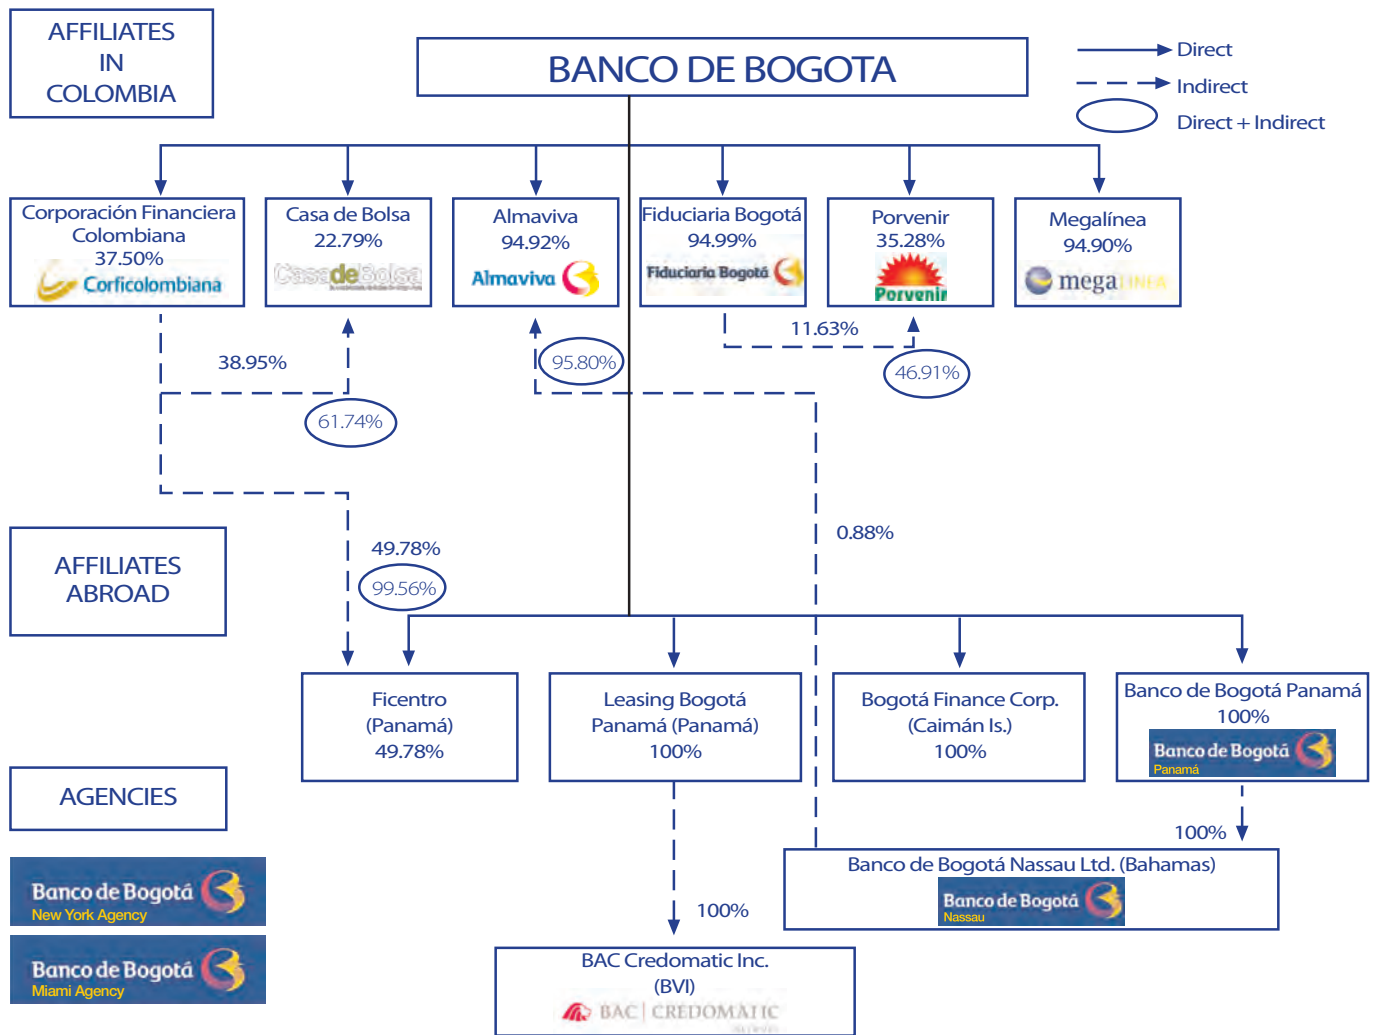 AFFILIATES
IN
COLOMBIA
BANCO DE BOGOTA
Direct
Indirect
Direct + Indirect
Corporación Financiera
Colombiana
37.50%
Corficolombiana
Casa de Bolsa
22.79%
CasadeBolsa
Almaviva
94.92%
Almaviva
Fiduciaria Bogotá
94.99%
Fiduciaria Bogotá
Porvenir
35.28%
Porvenir
Megalínea
94.90%
megaLINEA
38.95%
61.74%
95.80%
11.63%
46.91%
0.88%
AFFILIATES
ABROAD
49.78%
99.56%
Ficentro
(Panamá)
49.78%
Leasing Bogotá
Panamá (Panamá)
100%
Bogotá Finance Corp.
(Caimán Is.)
100%
Banco de Bogotá Panamá
100%
Banco de Bogotá
Panamá
AGENCIES
Banco de Bogotá
New York Agency
Banco de Bogotá
Miami Agency
100%
100%
Banco de Bogotá Nassau Ltd. (Bahamas)
Banco de Bogotá
Nassau
BAC Credomatic Inc.
(BVI)
BAC CREDOMATIC